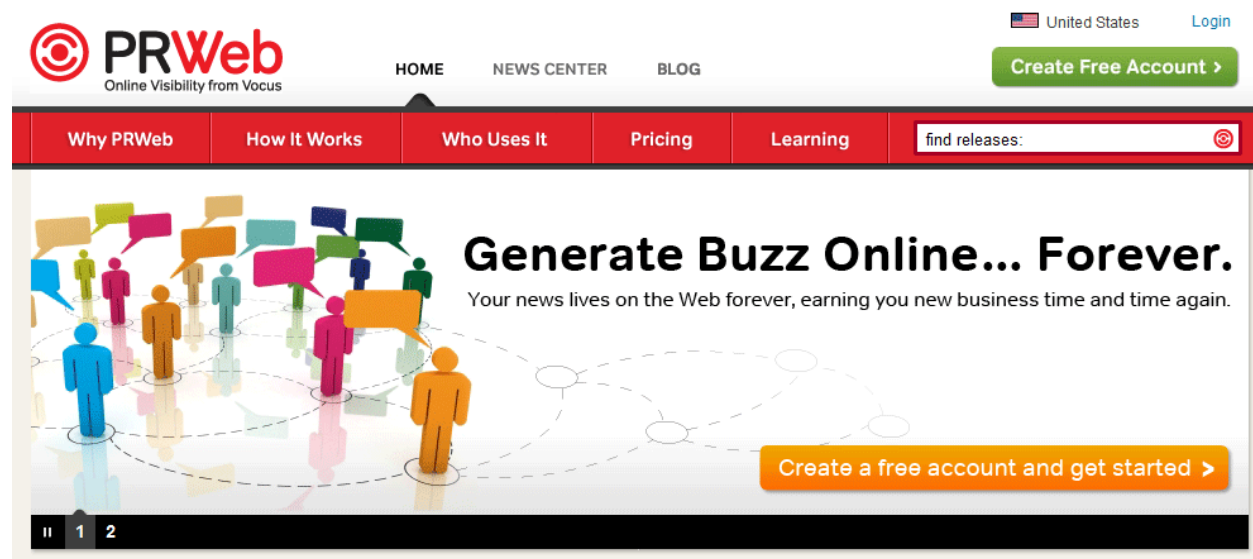 United States Login
PRWeb
Online Visibility from Vocus
HOME NEWS CENTER BLOG
Create Free Account >
Why PRWeb How It Works Who Uses It Pricing Learning find releases:
Generate Buzz Online... Forever.
Your news lives on the Web forever, earning you new business time and time again.
Create a free account and get started >
1 2